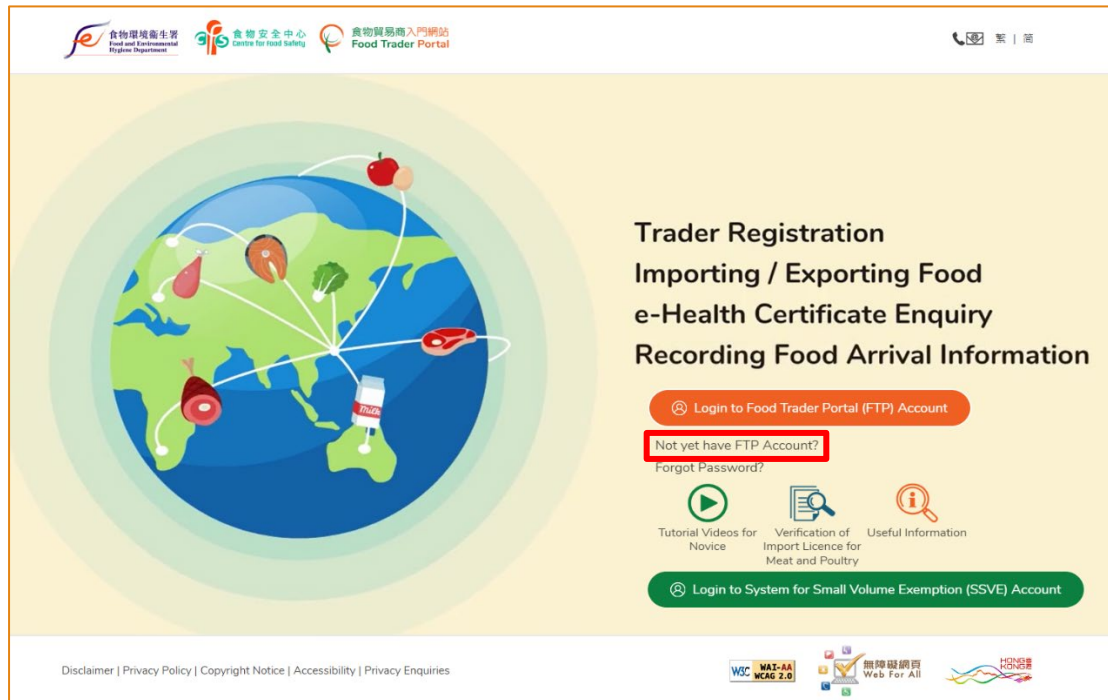 食物環境衞生署
Food and Environmental
Hygiene Department
食物安全中心
Centre for Food Safety
食物貿易商入門網站
Food Trader Portal
繁 | 简
Trader Registration
Importing / Exporting Food
e-Health Certificate Enquiry
Recording Food Arrival Information
Milk
Login to Food Trader Portal (FTP) Account
Not yet have FTP Account?
Forgot Password?
Tutorial Videos for
Novice
Verification of
Import Licence for
Meat and Poultry
Useful Information
Login to System for Small Volume Exemption (SSVE) Account
Disclaimer | Privacy Policy | Copyright Notice | Accessibility | Privacy Enquiries
W3C WAI-AA
WCAG 2.0
無障礙網頁
Web For All
HONG
KONG